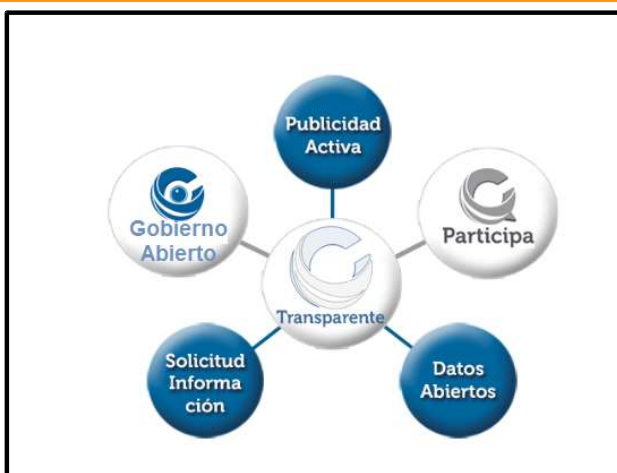 Publicidad
Activa
Gobierno
Abierto
Participa
Transparente
Solicitud
Informa
ción
Datos
Abiertos